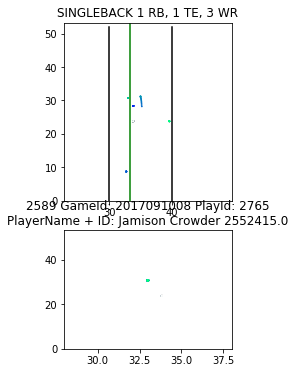 SINGLEBACK 1 RB, 1 TE, 3 WR
50
40
30
20
10
0
30 40
2589 GameId: 2017091008 PlayId: 2765
PlayerName + ID: Jamison Crowder 2552415.0
40
20
0
30.0 32.5 35.0 37.5